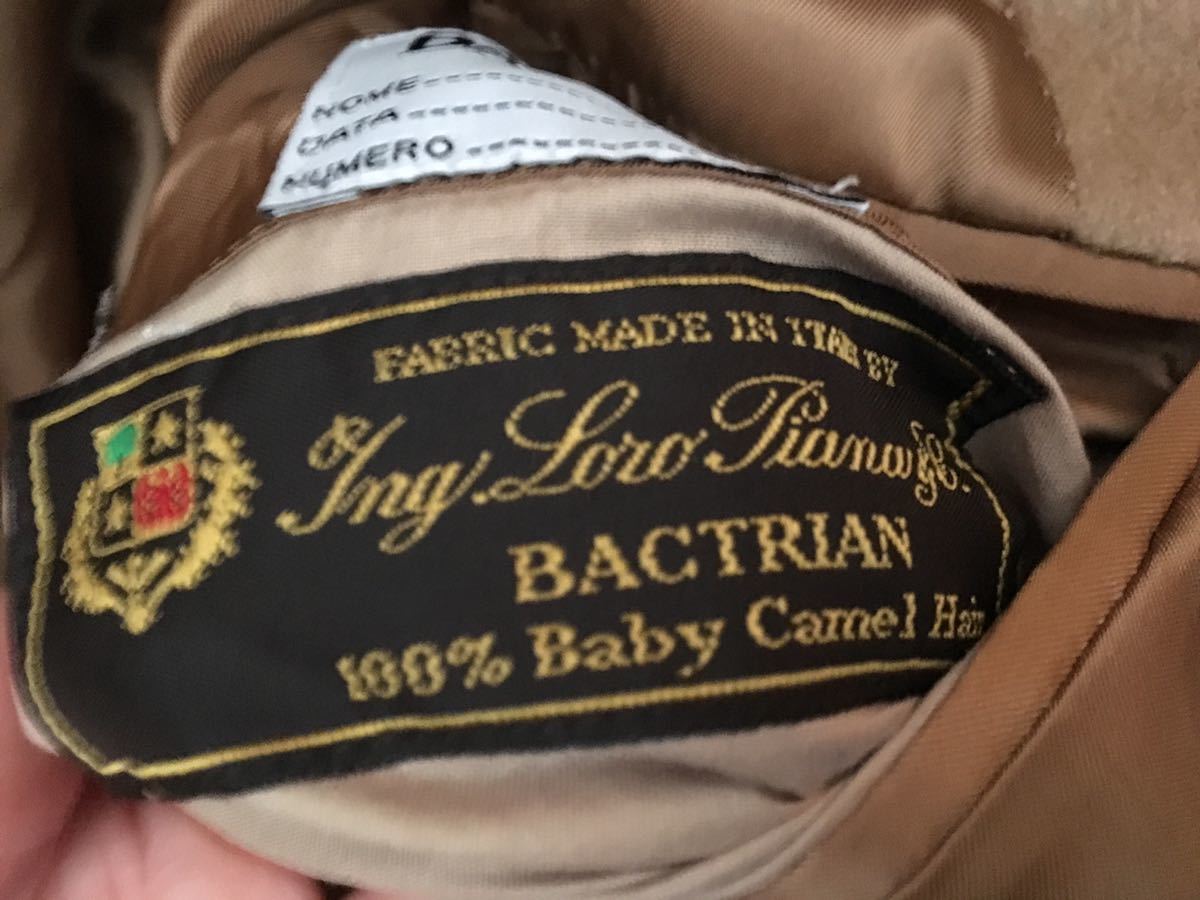 NOME
DATA
NUMERO
FABRIC MADE IN ITALY BY
Ing. Loro Piana & C.
BACTRIAN
100% Baby Camel Hair